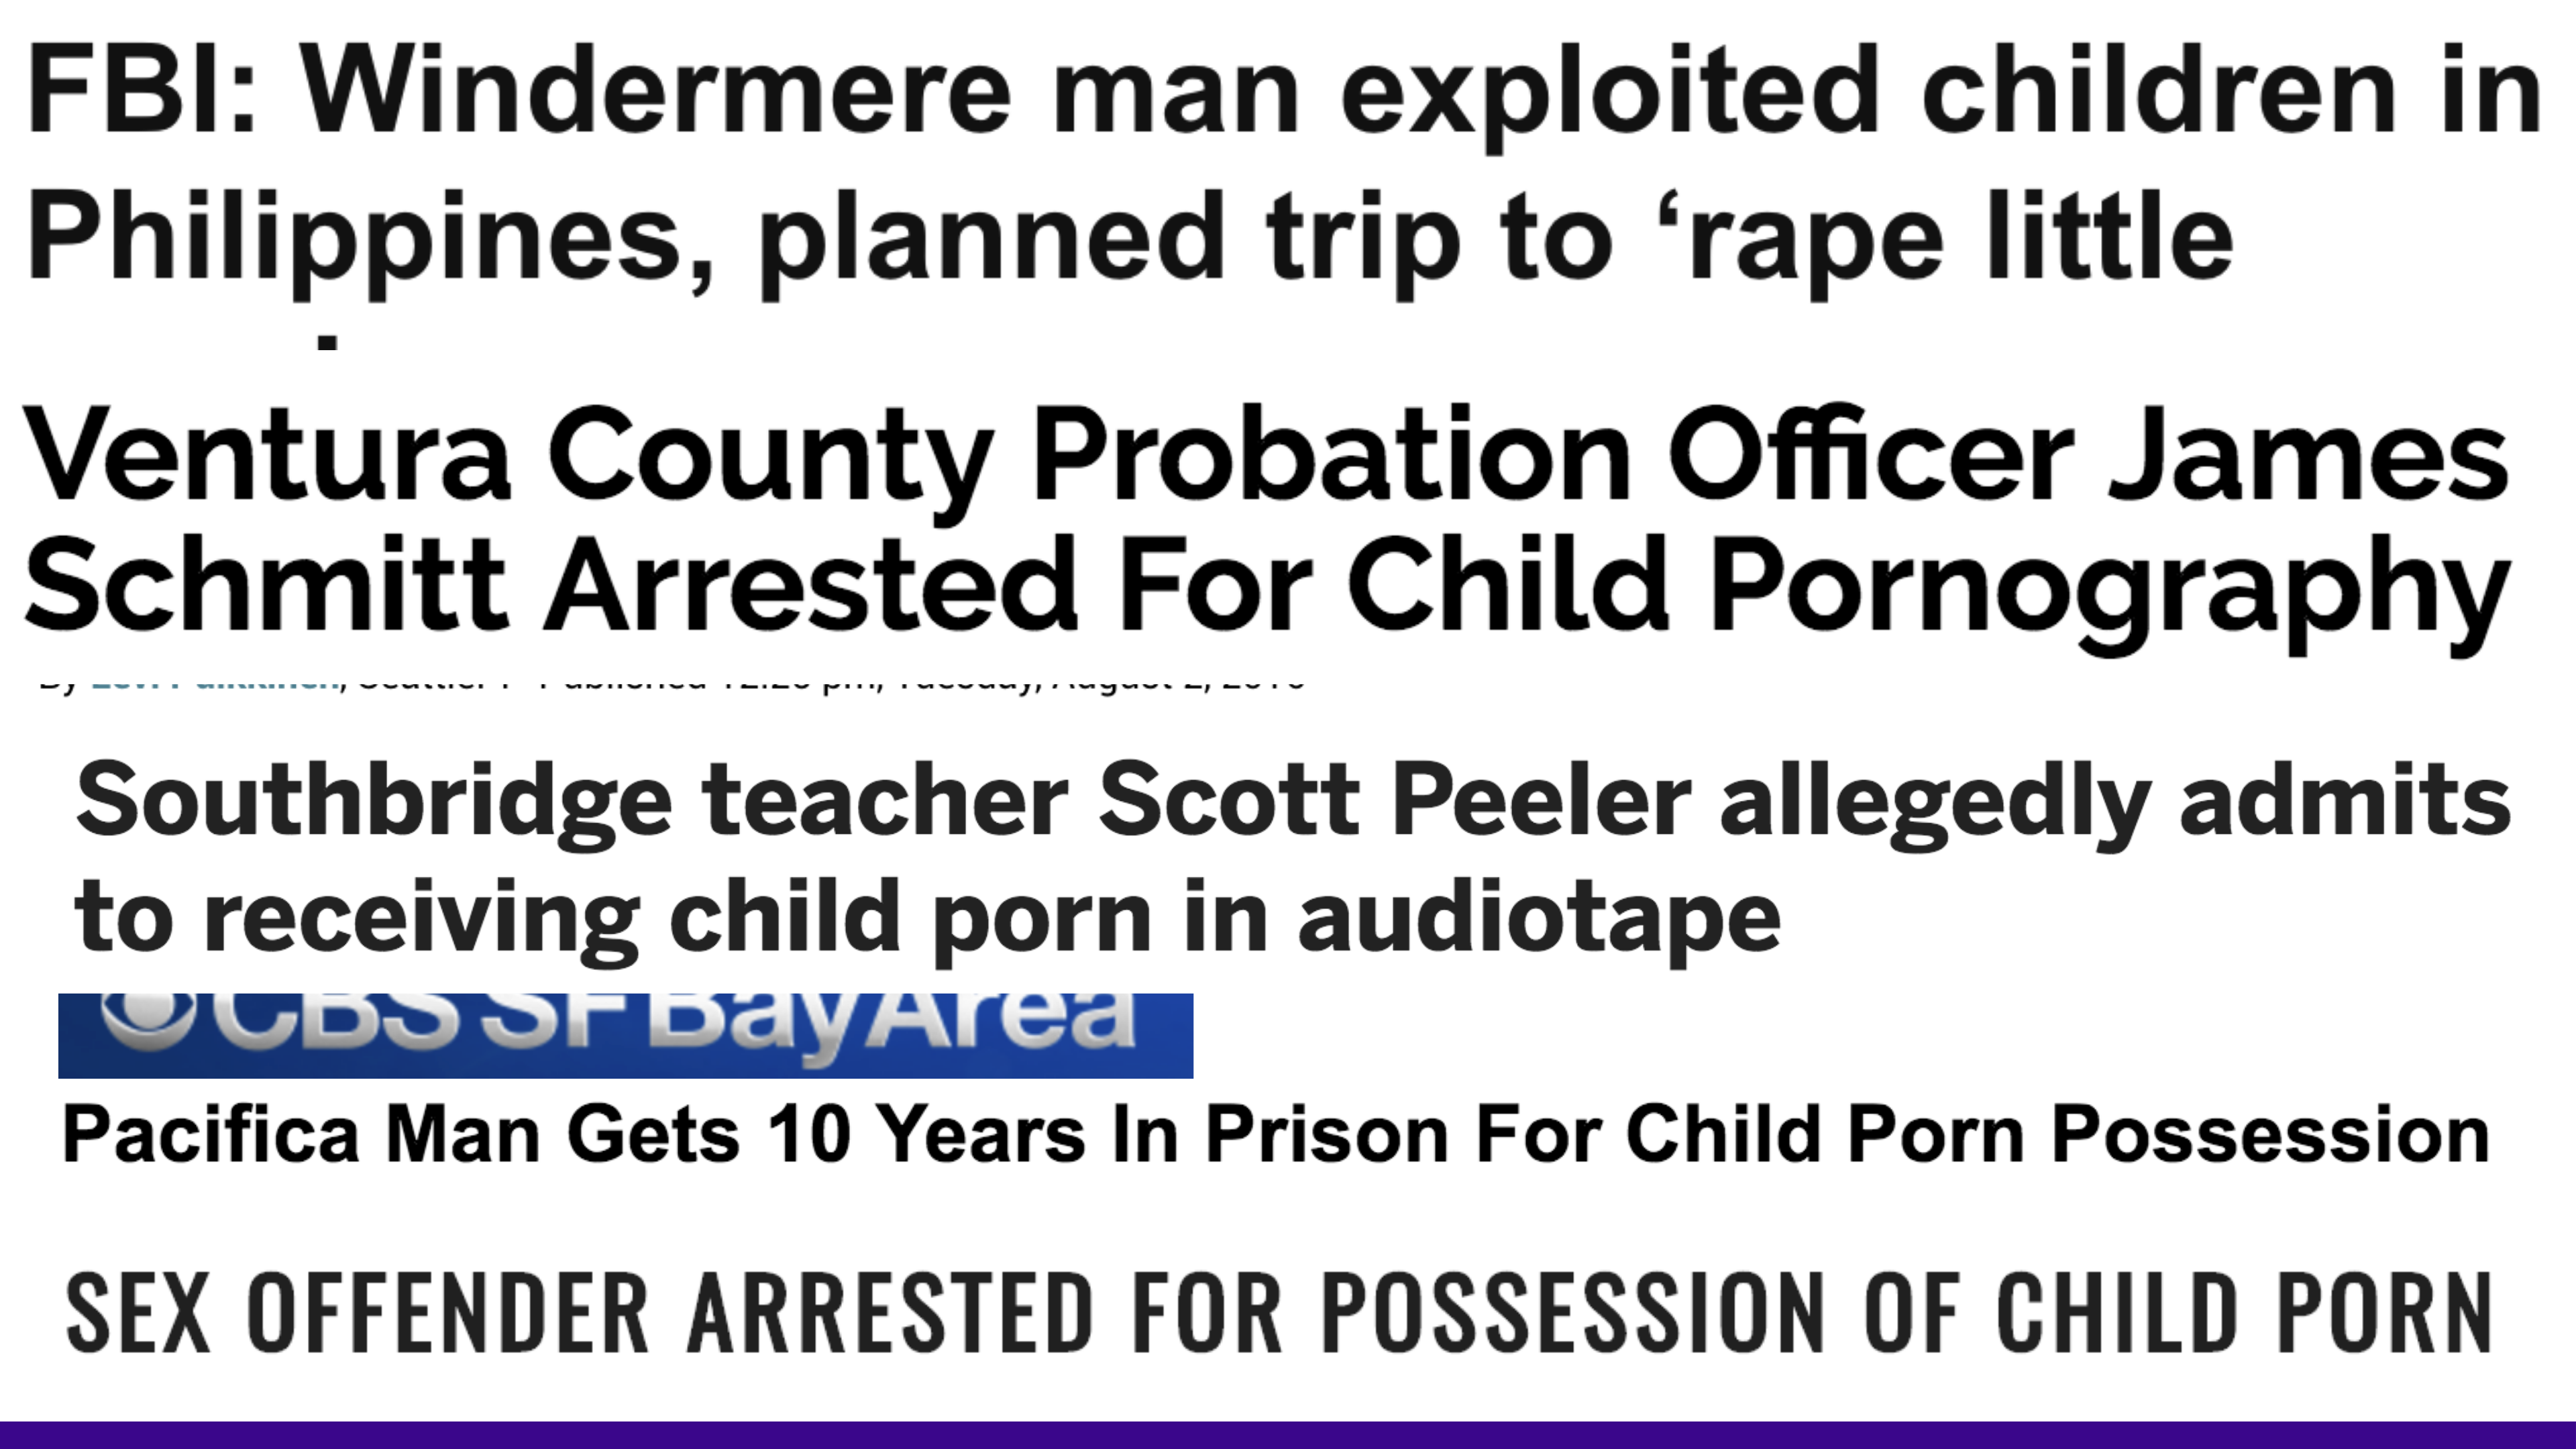 FBI: Windermere man exploited children in
Philippines, planned trip to ‘rape little
Ventura County Probation Officer James
Schmitt Arrested For Child Pornography
Southbridge teacher Scott Peeler allegedly admits
to receiving child porn in audiotape
CBS SF BayArea
Pacifica Man Gets 10 Years In Prison For Child Porn Possession
SEX OFFENDER ARRESTED FOR POSSESSION OF CHILD PORN